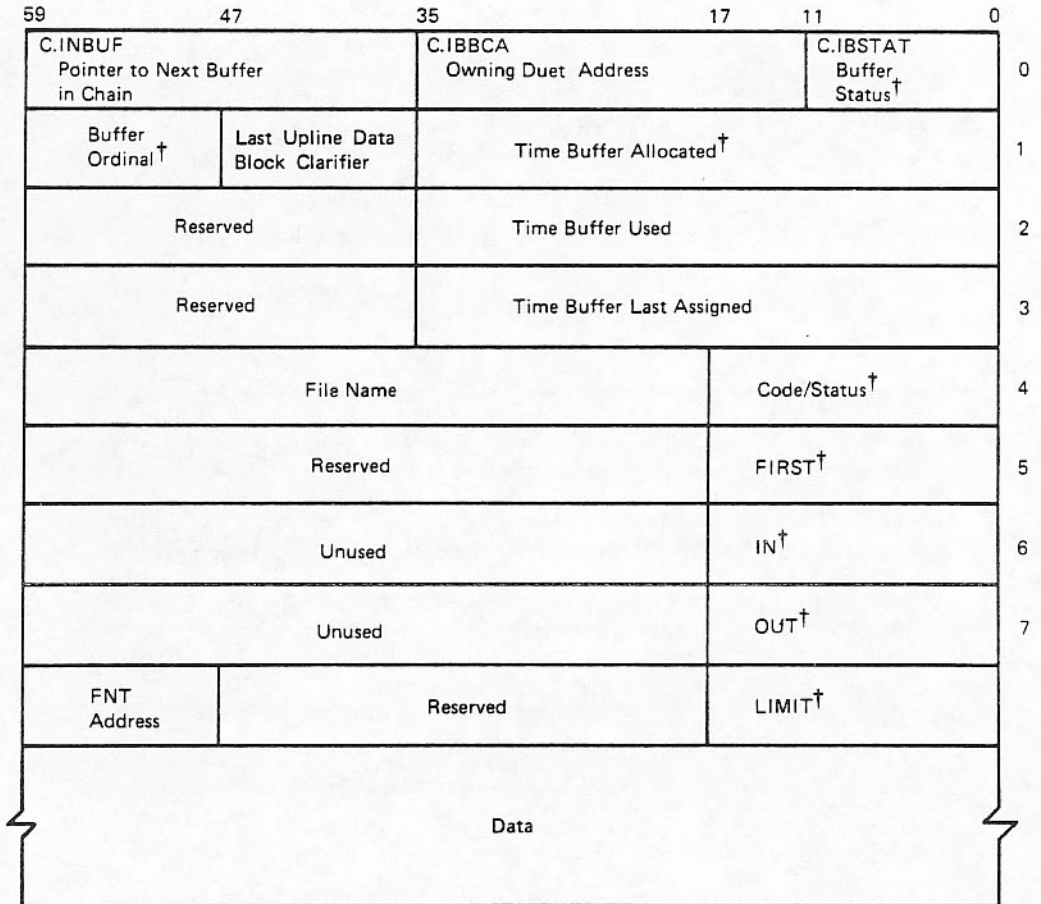 59 47 35 17 11 0
C.INBUF C.IBBCA C.IBSTAT
Pointer to Next Buffer Owning Duet Address Buffer 0
in Chain Status†
Buffer Last Upline Data Time Buffer Allocated† 1
Ordinal† Block Clarifier
Reserved Time Buffer Used 2
Reserved Time Buffer Last Assigned 3
File Name Code/Status† 4
Reserved FIRST† 5
Unused IN† 6
Unused OUT† 7
FNT Reserved LIMIT†
Address
Data